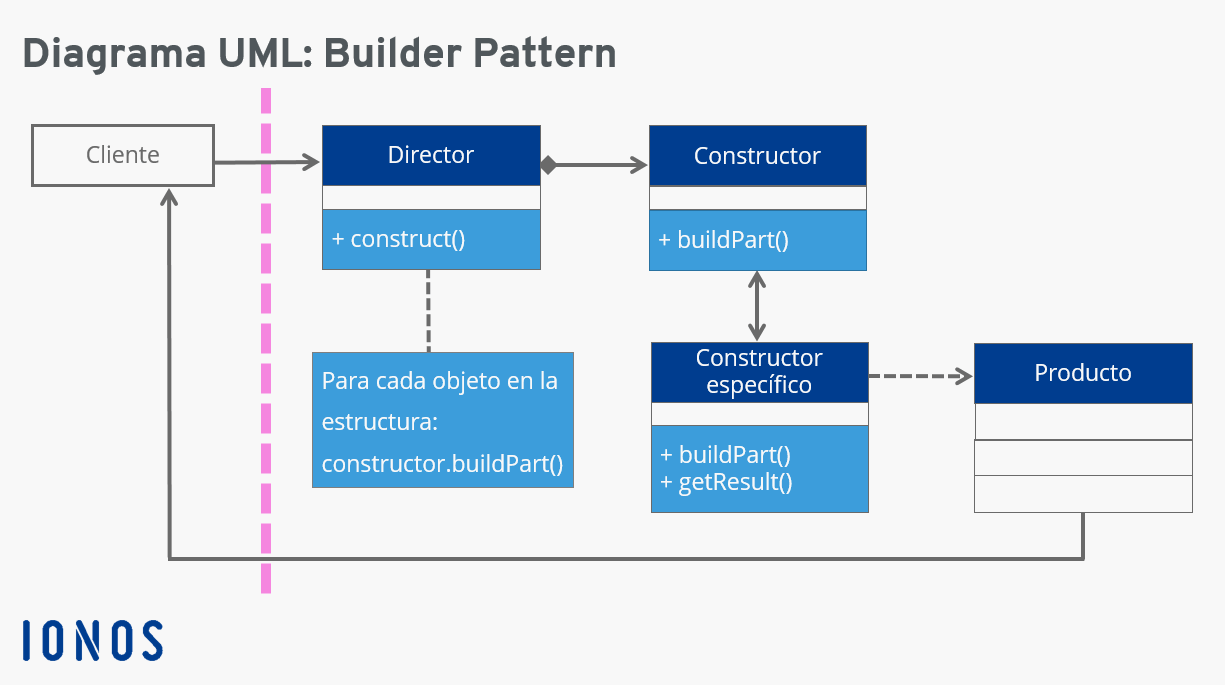 Diagrama UML: Builder Pattern
Cliente
Director
+ construct()
Constructor
+ buildPart()
Para cada objeto en la
estructura:
constructor.buildPart()
Constructor
específico
+ buildPart()
+ getResult()
Producto
IONOS